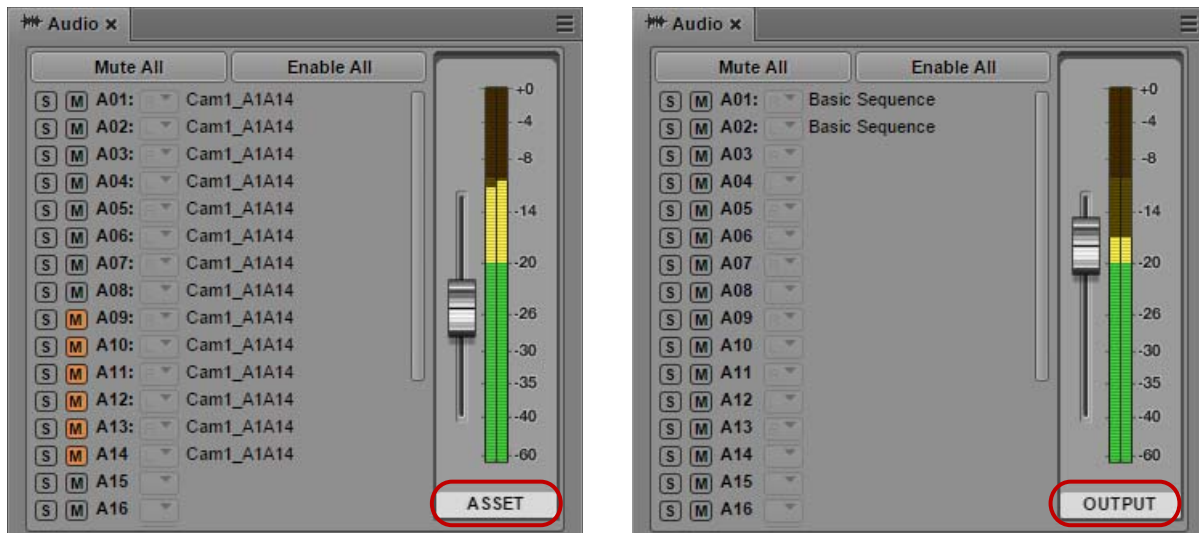 Audio
Mute All
Enable All
S M A01: Cam1_A1A14
S M A02: Cam1_A1A14
S M A03: Cam1_A1A14
S M A04: Cam1_A1A14
S M A05: Cam1_A1A14
S M A06: Cam1_A1A14
S M A07: Cam1_A1A14
S M A08: Cam1_A1A14
S M A09: Cam1_A1A14
S M A10: Cam1_A1A14
S M A11: Cam1_A1A14
S M A12: Cam1_A1A14
S M A13: Cam1_A1A14
S M A14 Cam1_A1A14
S M A15
S M A16
+0
-4
-8
-14
-20
-26
-30
-35
-40
-60
ASSET
Audio
Mute All
Enable All
S M A01: Basic Sequence
S M A02: Basic Sequence
S M A03
S M A04
S M A05
S M A06
S M A07
S M A08
S M A09
S M A10
S M A11
S M A12
S M A13
S M A14
S M A15
S M A16
+0
-4
-8
-14
-20
-26
-30
-35
-40
-60
OUTPUT